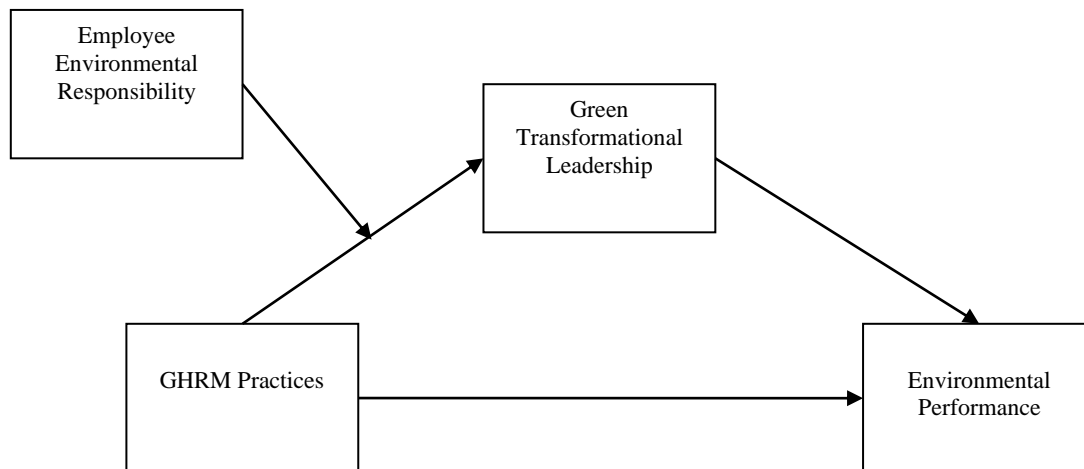 Employee
Environmental
Responsibility
Green
Transformational
Leadership
GHRM Practices
Environmental
Performance